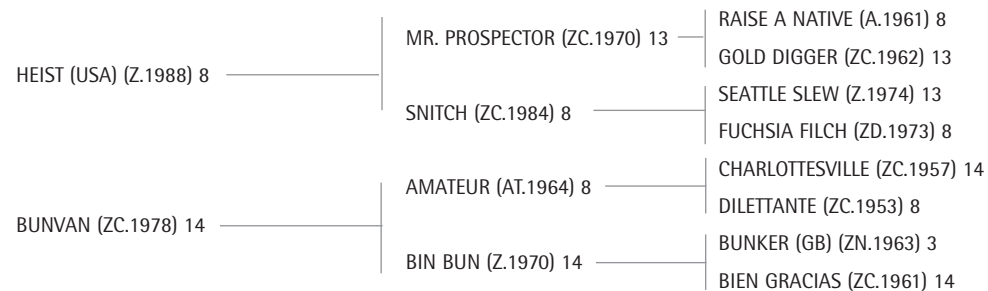 HEIST (USA) (Z.1988) 8
MR. PROSPECTOR (ZC.1970) 13
RAISE A NATIVE (A.1961) 8
GOLD DIGGER (ZC.1962) 13
SNITCH (ZC.1984) 8
SEATTLE SLEW (Z.1974) 13
FUCHSIA FILCH (ZD.1973) 8
BUNVAN (ZC.1978) 14
AMATEUR (AT.1964) 8
CHARLOTTESVILLE (ZC.1957) 14
DILETTANTE (ZC.1953) 8
BIN BUN (Z.1970) 14
BUNKER (GB) (ZN.1963) 3
BIEN GRACIAS (ZC.1961) 14